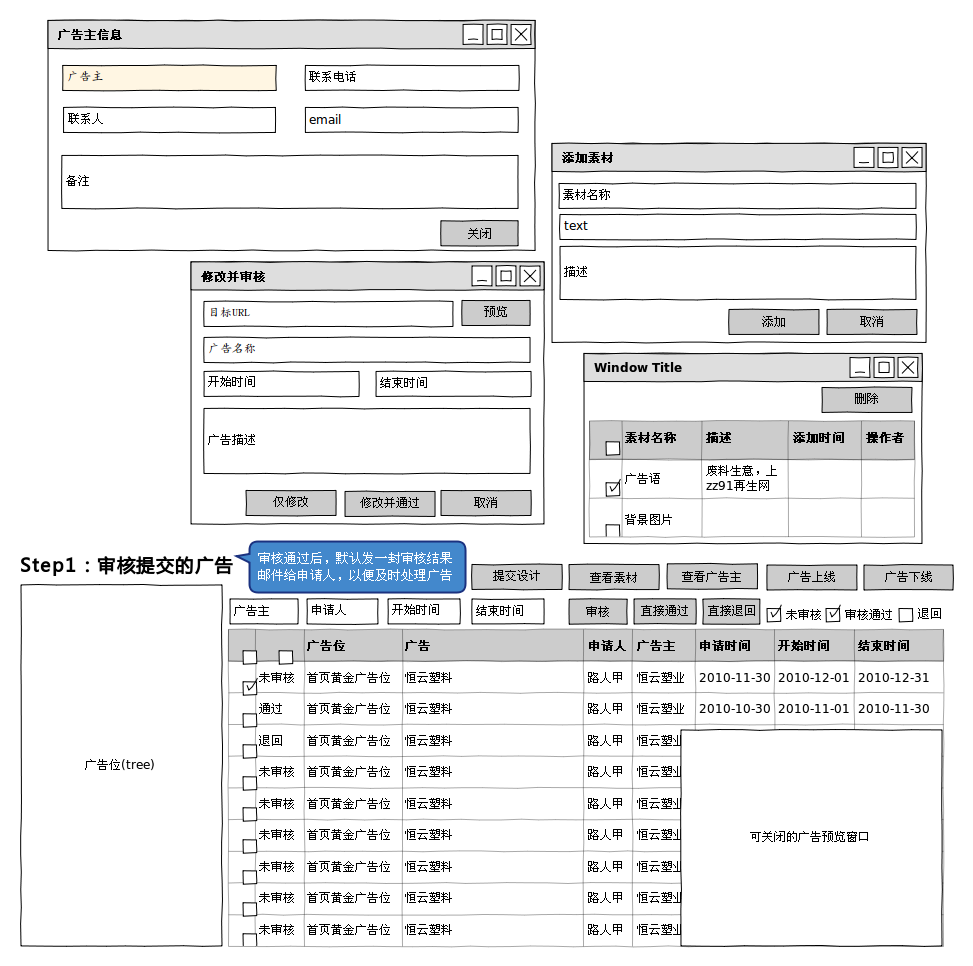 广告主信息
广告主
联系电话
联系人
email
备注
关闭
添加素材
素材名称
text
描述
添加
取消
修改并审核
目标URL
预览
广告名称
开始时间
结束时间
广告描述
仅修改
修改并通过
取消
Window Title
删除
素材名称 描述 添加时间 操作者
广告语 废料生意，上
zz91再生网
背景图片
Step1：审核提交的广告
审核通过后，默认发一封审核结果
邮件给申请人，以便及时处理广告
提交设计 查看素材 查看广告主 广告上线 广告下线
广告主 申请人 开始时间 结束时间 审核 直接通过 直接退回 未审核 审核通过 退回
广告位 广告 申请人 广告主 申请时间 开始时间 结束时间
未审核 首页黄金广告位 恒云塑料 路人甲 恒云塑业 2010-11-30 2010-12-01 2010-12-31
通过 首页黄金广告位 恒云塑料 路人甲 恒云塑业 2010-10-30 2010-11-01 2010-11-30
退回 首页黄金广告位 恒云塑料 路人甲 恒云塑业
未审核 首页黄金广告位 恒云塑料 路人甲 恒云塑业
未审核 首页黄金广告位 恒云塑料 路人甲 恒云塑业
未审核 首页黄金广告位 恒云塑料 路人甲 恒云塑业
未审核 首页黄金广告位 恒云塑料 路人甲 恒云塑业
未审核 首页黄金广告位 恒云塑料 路人甲 恒云塑业
未审核 首页黄金广告位 恒云塑料 路人甲 恒云塑业
广告位(tree)
可关闭的广告预览窗口